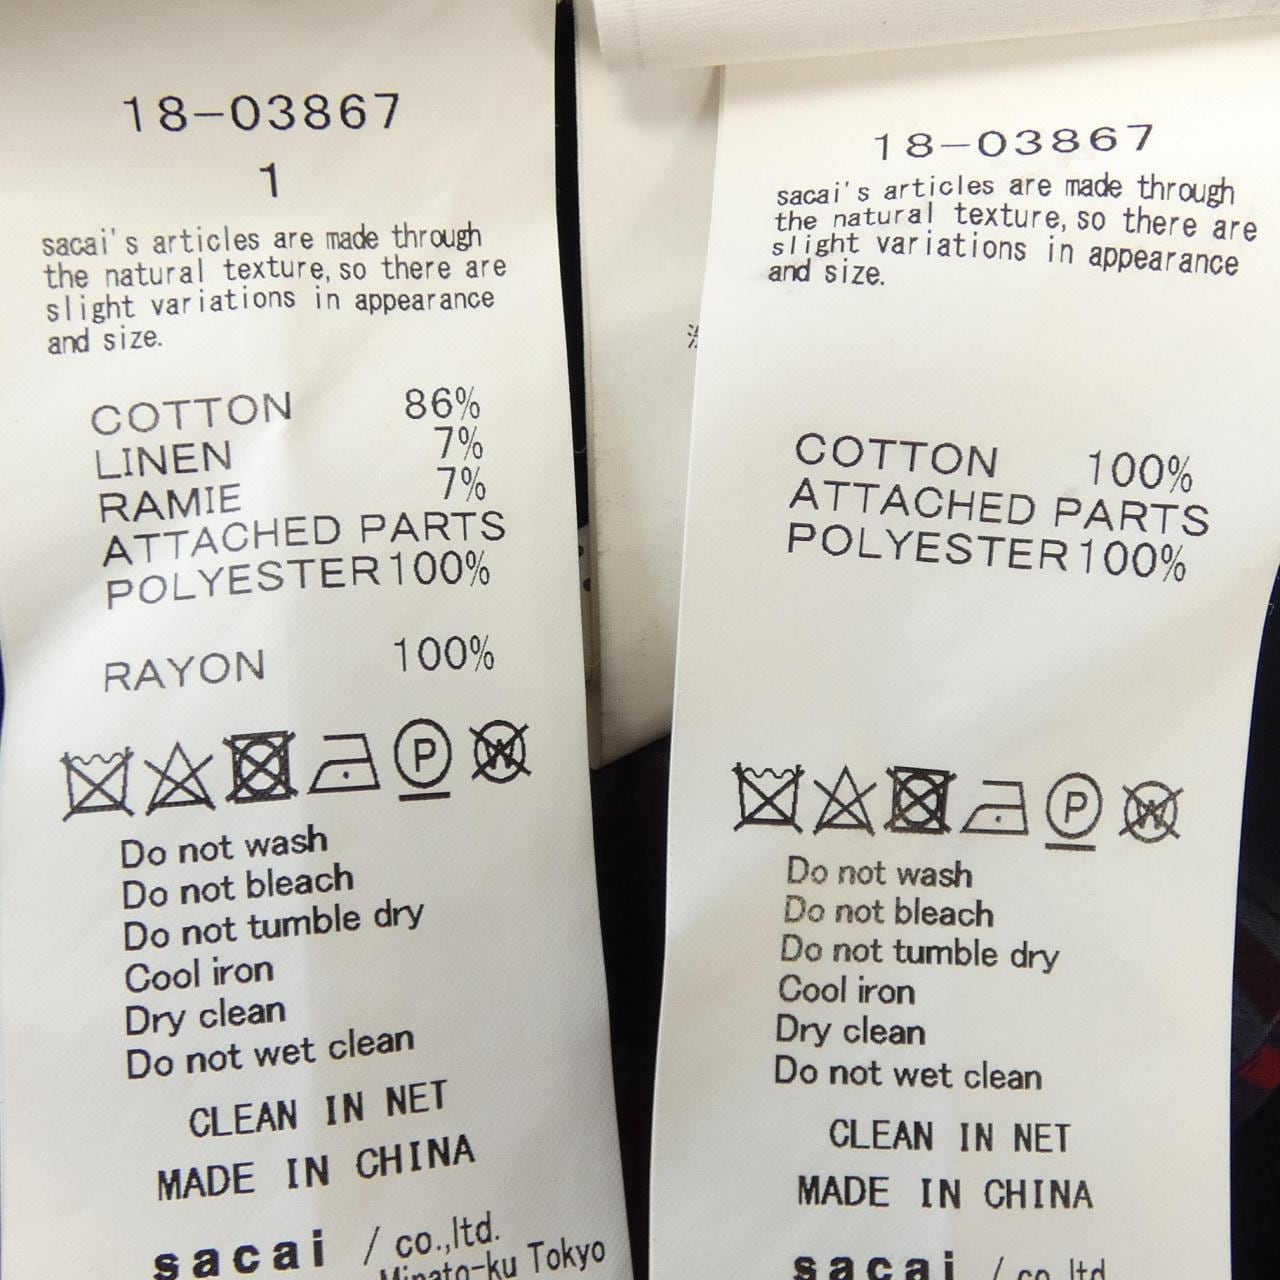 18-03867
1
sacai's articles are made through
the natural texture,so there are
slight variations in appearance
and size.
COTTON 86%
LINEN 7%
RAMIE 7%
ATTACHED PARTS
POLYESTER100%
RAYON 100%
P W
Do not wash
Do not bleach
Do not tumble dry
Cool iron
Dry clean
Do not wet clean
CLEAN IN NET
MADE IN CHINA
sacai / co.,ltd.
Minato-ku Tokyo
18-03867
sacai's articles are made through
the natural texture,so there are
slight variations in appearance
and size.
COTTON 100%
ATTACHED PARTS
POLYESTER100%
P W
Do not wash
Do not bleach
Do not tumble dry
Cool iron
Dry clean
Do not wet clean
CLEAN IN NET
MADE IN CHINA
sacai / co.,ltd.